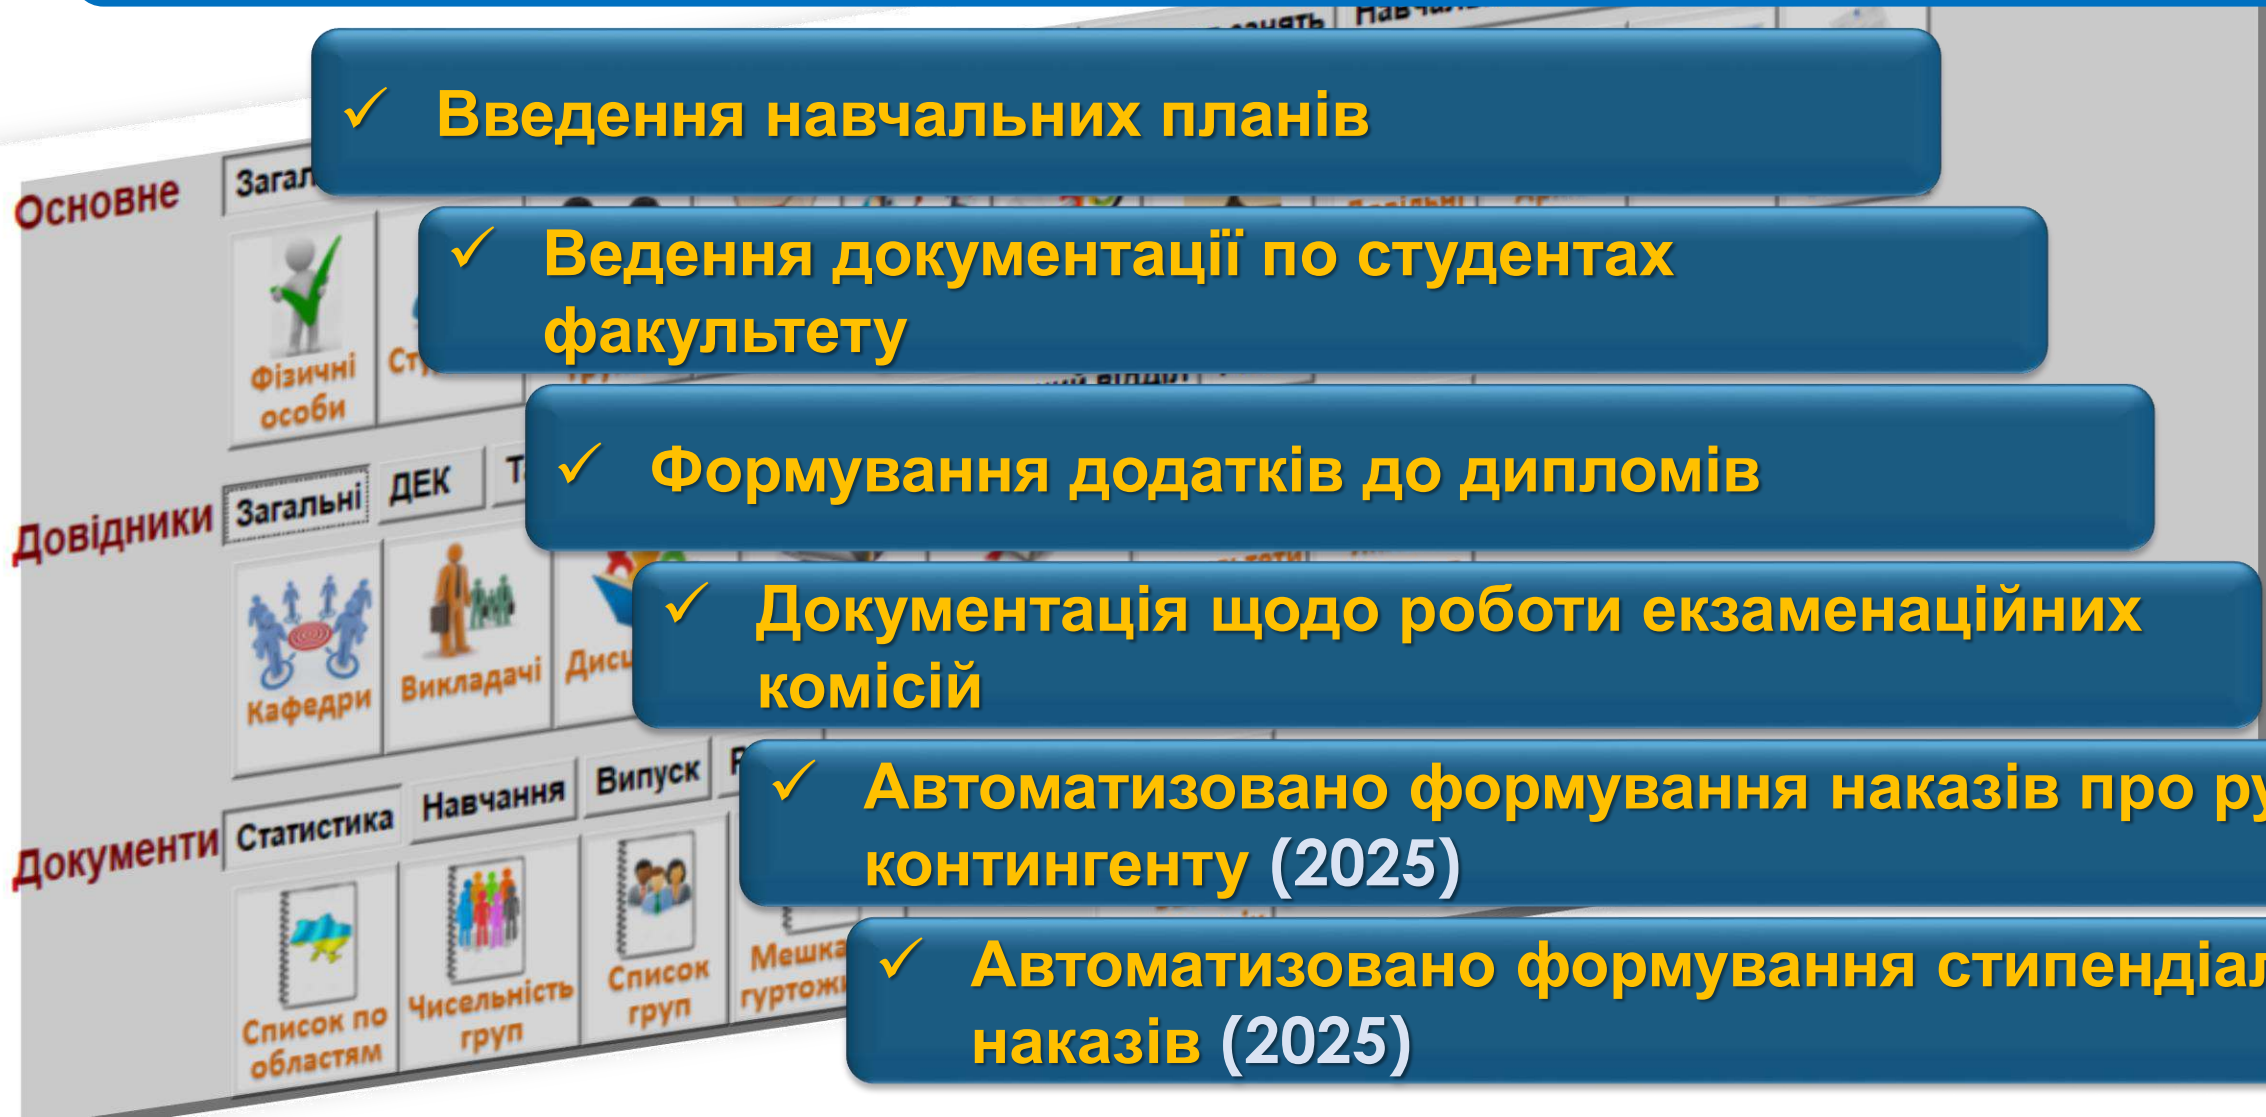 занять
Введення навчальних планів
Основне
Ведення документації по студентах
факультету
Фізичні
особи
Формування додатків до дипломів
Довідники
Загальні
ДЕК
Документація щодо роботи екзаменаційних
комісій
Кафедри
Викладачі
Автоматизовано формування наказів про
контингенту (2025)
Документи
Статистика
Навчання
Випуск
Автоматизовано формування
наказів (2025)
Список по
областям
Чисельність
груп
Список
груп